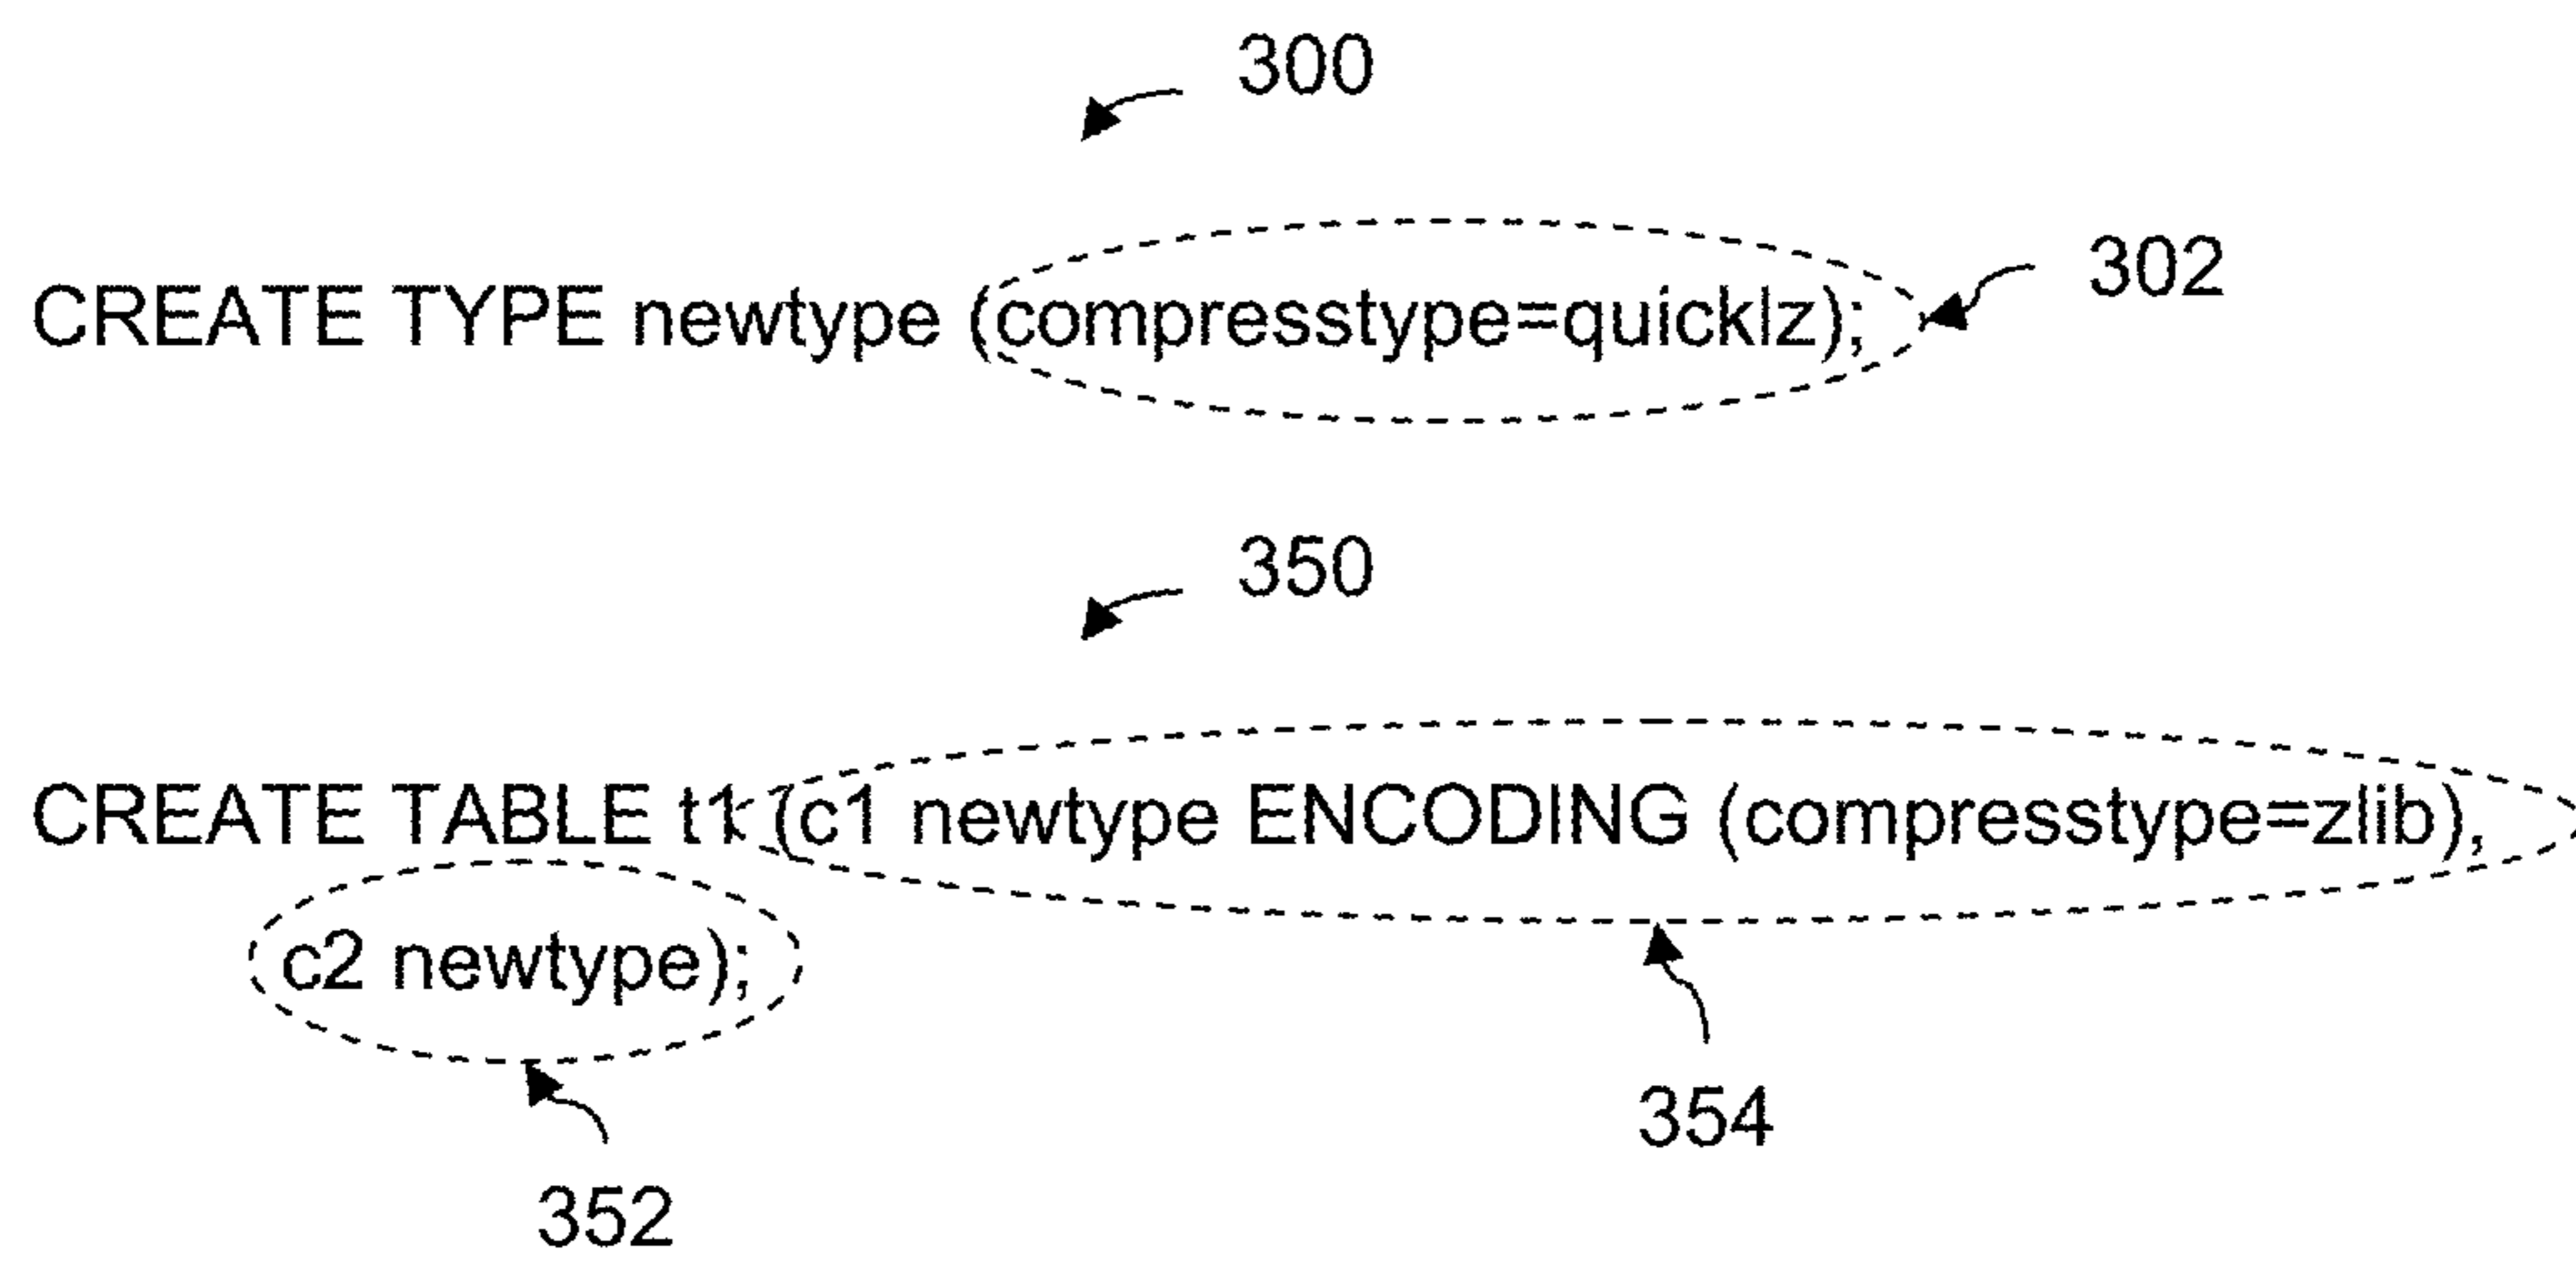 300
CREATE TYPE newtype (compresstype=quicklz);
302
350
CREATE TABLE t1 (c1 newtype ENCODING (compresstype=zlib),
c2 newtype);
354
352